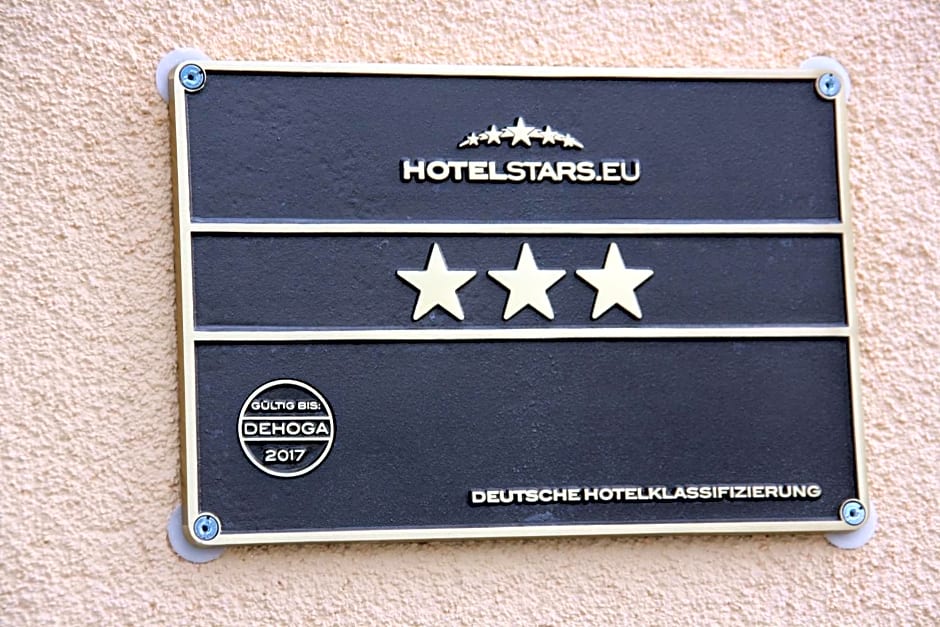 HOTELSTARS.EU
GÜLTIG BIS:
DEHOGA
2017
DEUTSCHE HOTELKLASSIFIZIERUNG